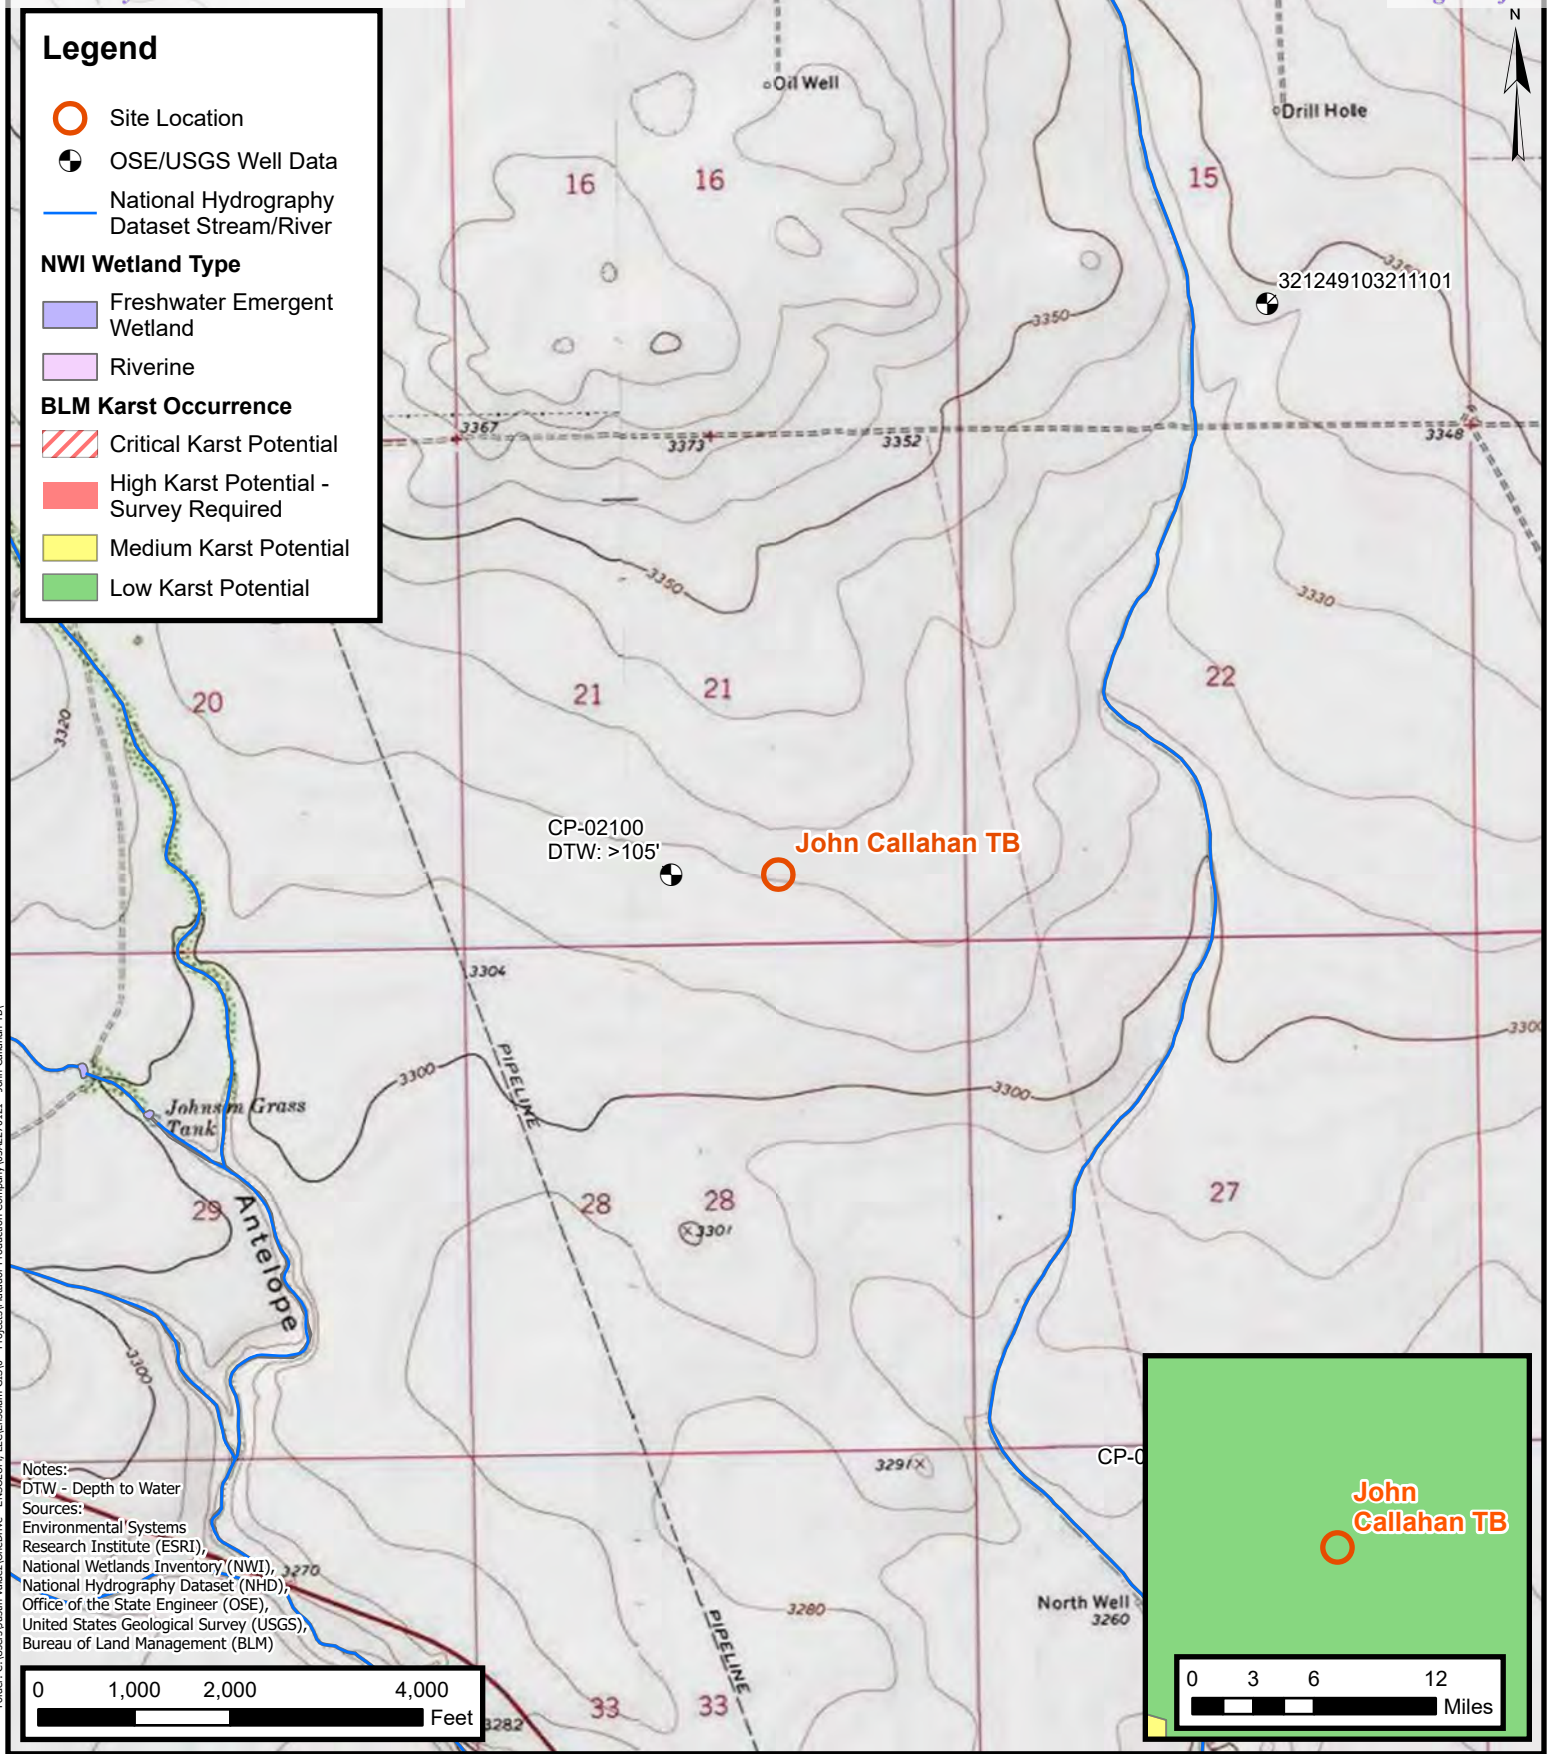 Legend
Site Location
OSE/USGS Well Data
National Hydrography
Dataset Stream/River
NWI Wetland Type
Freshwater Emergent
Wetland
Riverine
BLM Karst Occurrence
Critical Karst Potential
High Karst Potential -
Survey Required
Medium Karst Potential
Low Karst Potential
N
Oil Well
Drill Hole
16
16
15
321249103211101
3350
3367
3373
3352
3348
3350
3330
20
21
21
22
3320
CP-02100
DTW: >105'
John Callahan TB
3304
3300
PIPELINE
3300
3300
Johnson Grass
Tank
29
28
28
27
3301
Antelope
3300
3291
CP-0
Notes:
DTW - Depth to Water
Sources:
Environmental Systems
Research Institute (ESRI),
National Wetlands Inventory (NWI),
National Hydrography Dataset (NHD),
Office of the State Engineer (OSE),
United States Geological Survey (USGS),
Bureau of Land Management (BLM)
3270
3280
North Well
3260
PIPELINE
33
33
3282
0 1,000 2,000 4,000
Feet
John
Callahan TB
0 3 6 12
Miles